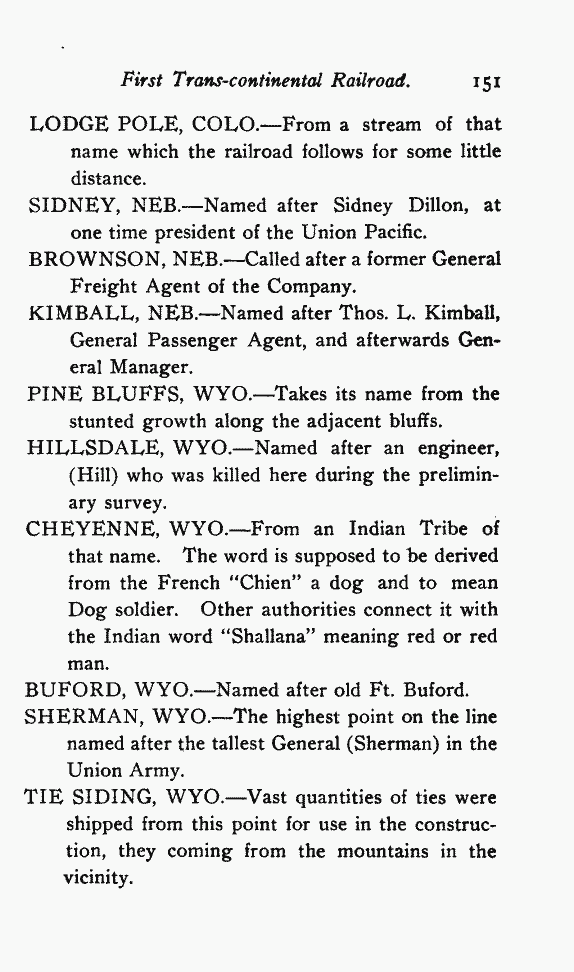 First Trans-continental Railroad. 151
LODGE POLE, COLO.—From a stream of that
name which the railroad follows for some little
distance.
SIDNEY, NEB.—Named after Sidney Dillon, at
one time president of the Union Pacific.
BROWNSON, NEB.—Called after a former General
Freight Agent of the Company.
KIMBALL, NEB.—Named after Thos. L. Kimball,
General Passenger Agent, and afterwards Gen-
eral Manager.
PINE BLUFFS, WYO.—Takes its name from the
stunted growth along the adjacent bluffs.
HILLSDALE, WYO.—Named after an engineer,
(Hill) who was killed here during the prelimin-
ary survey.
CHEYENNE, WYO.—From an Indian Tribe of
that name. The word is supposed to be derived
from the French "Chien" a dog and to mean
Dog soldier. Other authorities connect it with
the Indian word "Shallana" meaning red or red
man.
BUFORD, WYO.—Named after old Ft. Buford.
SHERMAN, WYO.—The highest point on the line
named after the tallest General (Sherman) in the
Union Army.
TIE SIDING, WYO.—Vast quantities of ties were
shipped from this point for use in the construc-
tion, they coming from the mountains in the
vicinity.